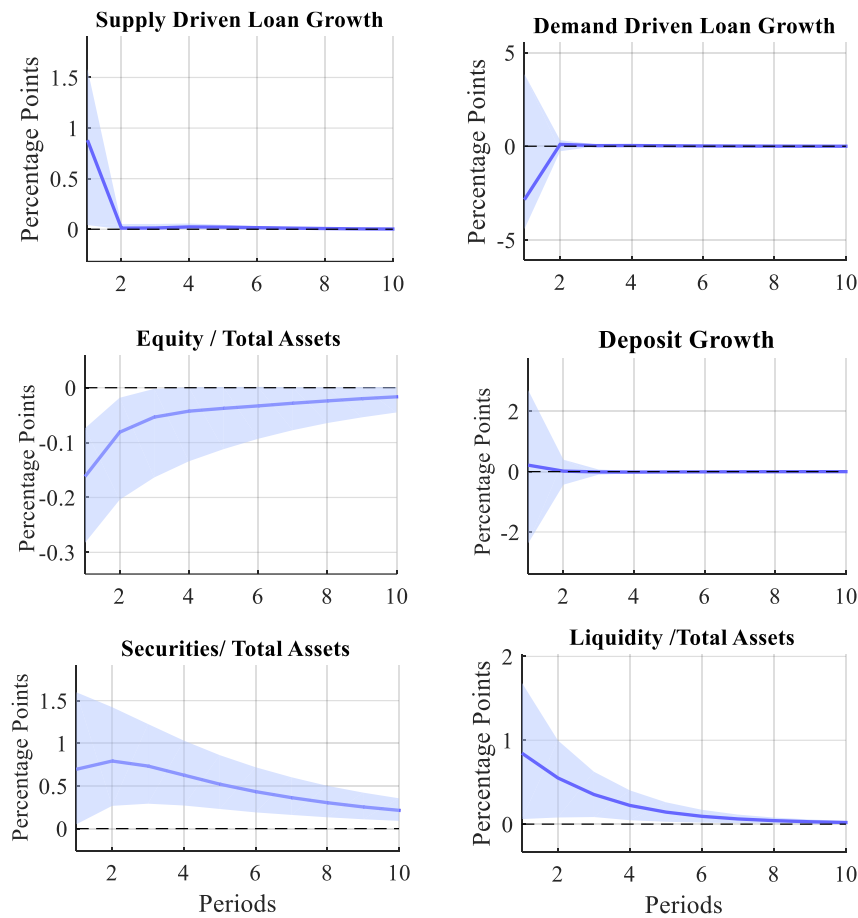 Supply Driven Loan Growth
Percentage Points
1.5
1
0.5
0
2 4 6 8 10
Demand Driven Loan Growth
Percentage Points
5
0
-5
2 4 6 8 10
Equity / Total Assets
Percentage Points
0
-0.1
-0.2
-0.3
2 4 6 8 10
Deposit Growth
Percentage Points
2
0
-2
2 4 6 8 10
Securities/ Total Assets
Percentage Points
1.5
1
0.5
0
2 4 6 8 10
Periods
Liquidity /Total Assets
Percentage Points
2
1
0
2 4 6 8 10
Periods